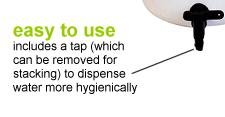 easy to use
includes a tap (which
can be removed for
stacking) to dispense
water more hygienically